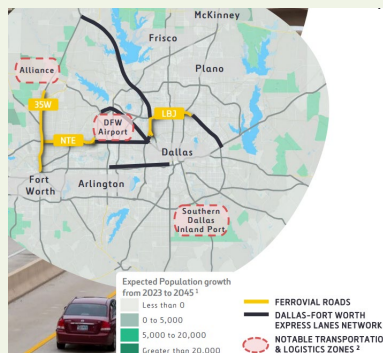 McKinney
Frisco
Plano
Alliance
35W
LBJ
DFW
Airport
NTE
Dallas
Fort
Worth
Arlington
Southern
Dallas
Inland Port
Expected Population growth
from 2023 to 2045 1
Less than 0
0 to 5,000
5,000 to 20,000
Greater than 20,000
FERROVIAL ROADS
DALLAS-FORT WORTH
EXPRESS LANES NETWORK
NOTABLE TRANSPORTATION
& LOGISTICS ZONES 2